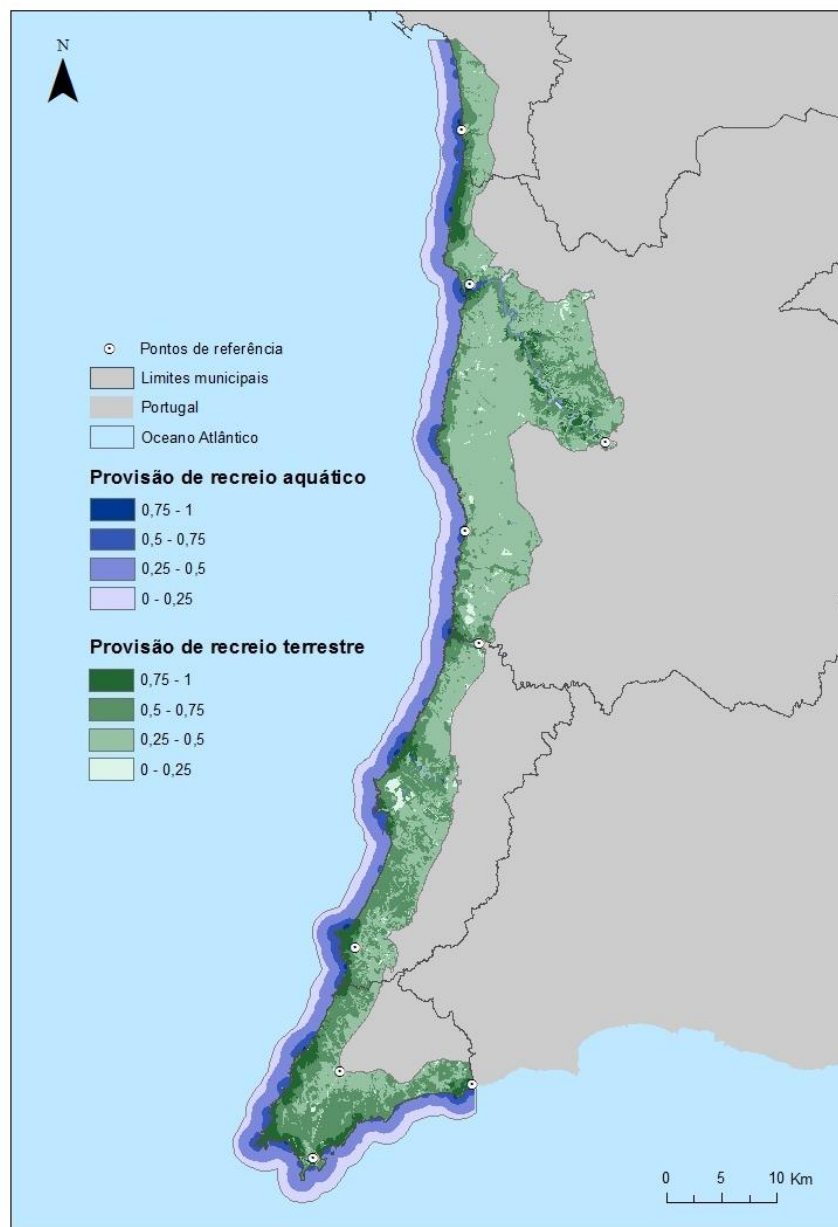 N
Pontos de referência
Limites municipais
Portugal
Oceano Atlântico
Provisão de recreio aquático
0,75 - 1
0,5 - 0,75
0,25 - 0,5
0 - 0,25
Provisão de recreio terrestre
0,75 - 1
0,5 - 0,75
0,25 - 0,5
0 - 0,25
0 5 10 Km